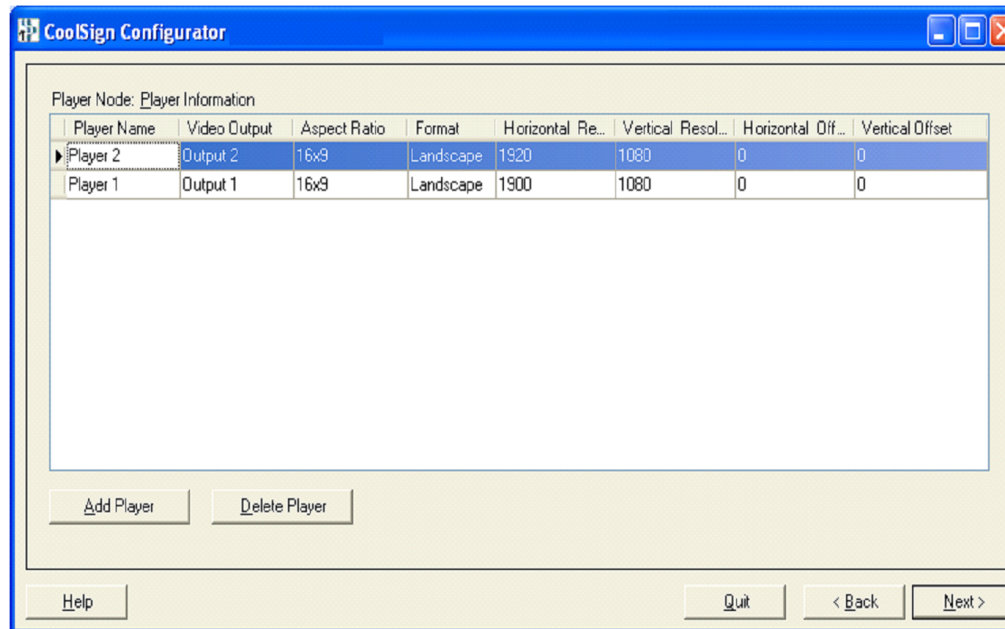 CoolSign Configurator
Player Node: Player Information
Player Name Video Output Aspect Ratio Format Horizontal Re... Vertical Resol... Horizontal Off... Vertical Offset
Player 2 Output 2 16x9 Landscape 1920 1080 0 0
Player 1 Output 1 16x9 Landscape 1900 1080 0 0
Add Player Delete Player
Help Quit < Back Next >